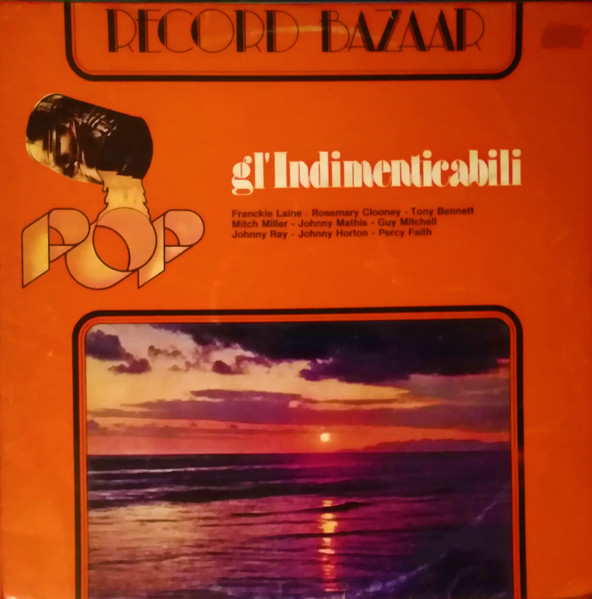 RECORD BAZAAR
gl'Indimenticabili
POP
Franckie Laine - Rosemary Clooney - Tony Bennett
Mitch Miller - Johnny Mathis - Guy Mitchell
Johnny Ray - Johnny Horton - Percy Faith